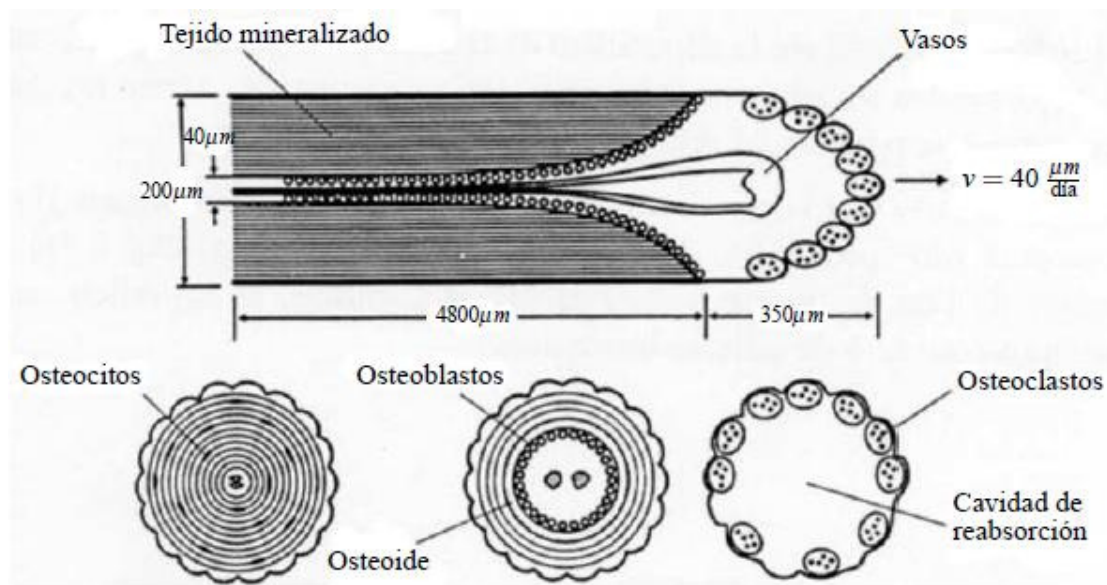 Tejido mineralizado
Vasos
40μm
200μm
v = 40 μm/día
4800μm
350μm
Osteocitos
Osteoblastos
Osteoclastos
Osteoide
Cavidad de
reabsorción